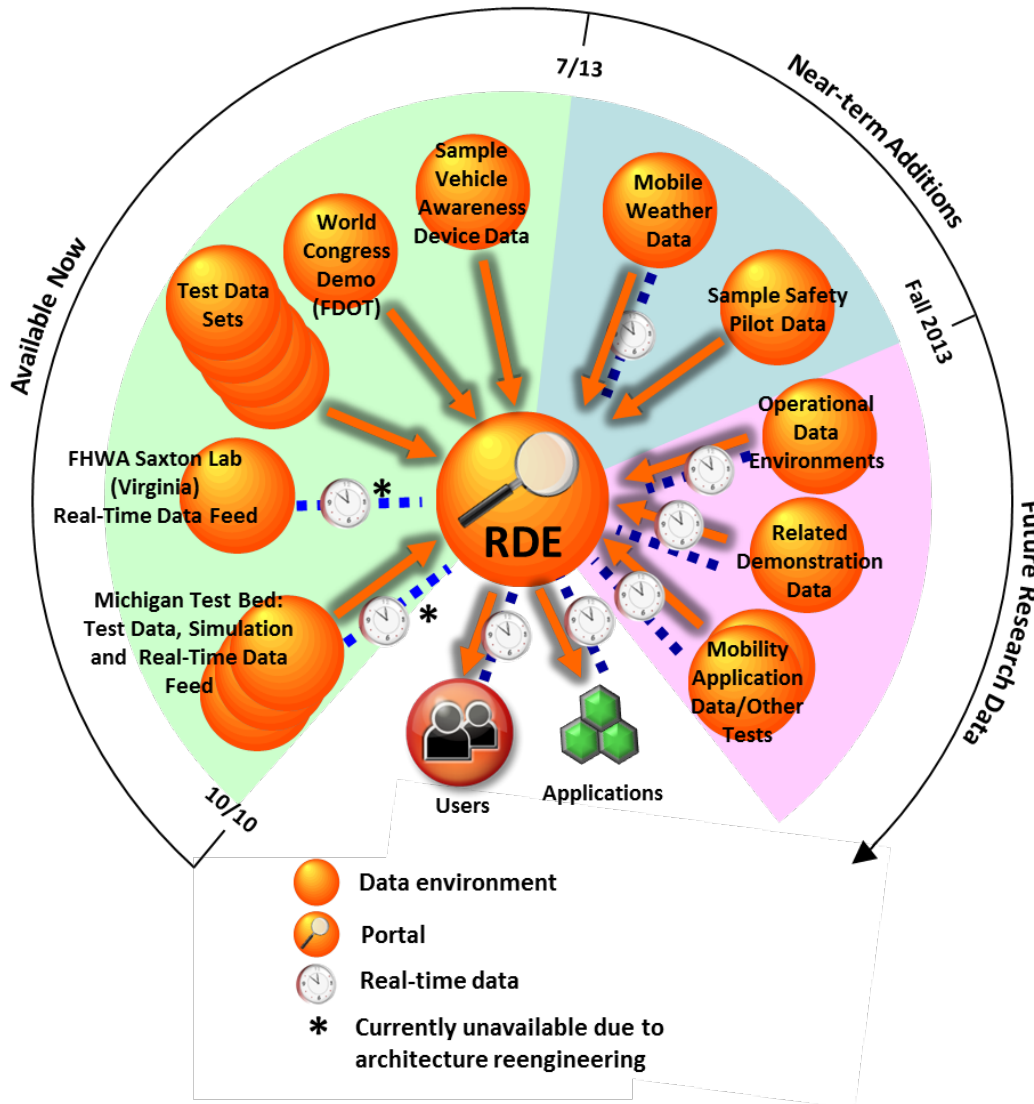 7/13
Near-term Additions
Available Now
Fall 2013
Future Research Data
10/10
Sample
Vehicle
Awareness
Device Data
World
Congress
Demo
(FDOT)
Test Data
Sets
Mobile
Weather
Data
Sample Safety
Pilot Data
FHWA Saxton Lab
(Virginia)
Real-Time Data Feed
*
Operational
Data
Environments
RDE
Related
Demonstration
Data
Michigan Test Bed:
Test Data, Simulation
and Real-Time Data
Feed
*
Mobility
Application
Data/Other
Tests
Users
Applications
Data environment
Portal
Real-time data
* Currently unavailable due to
architecture reengineering